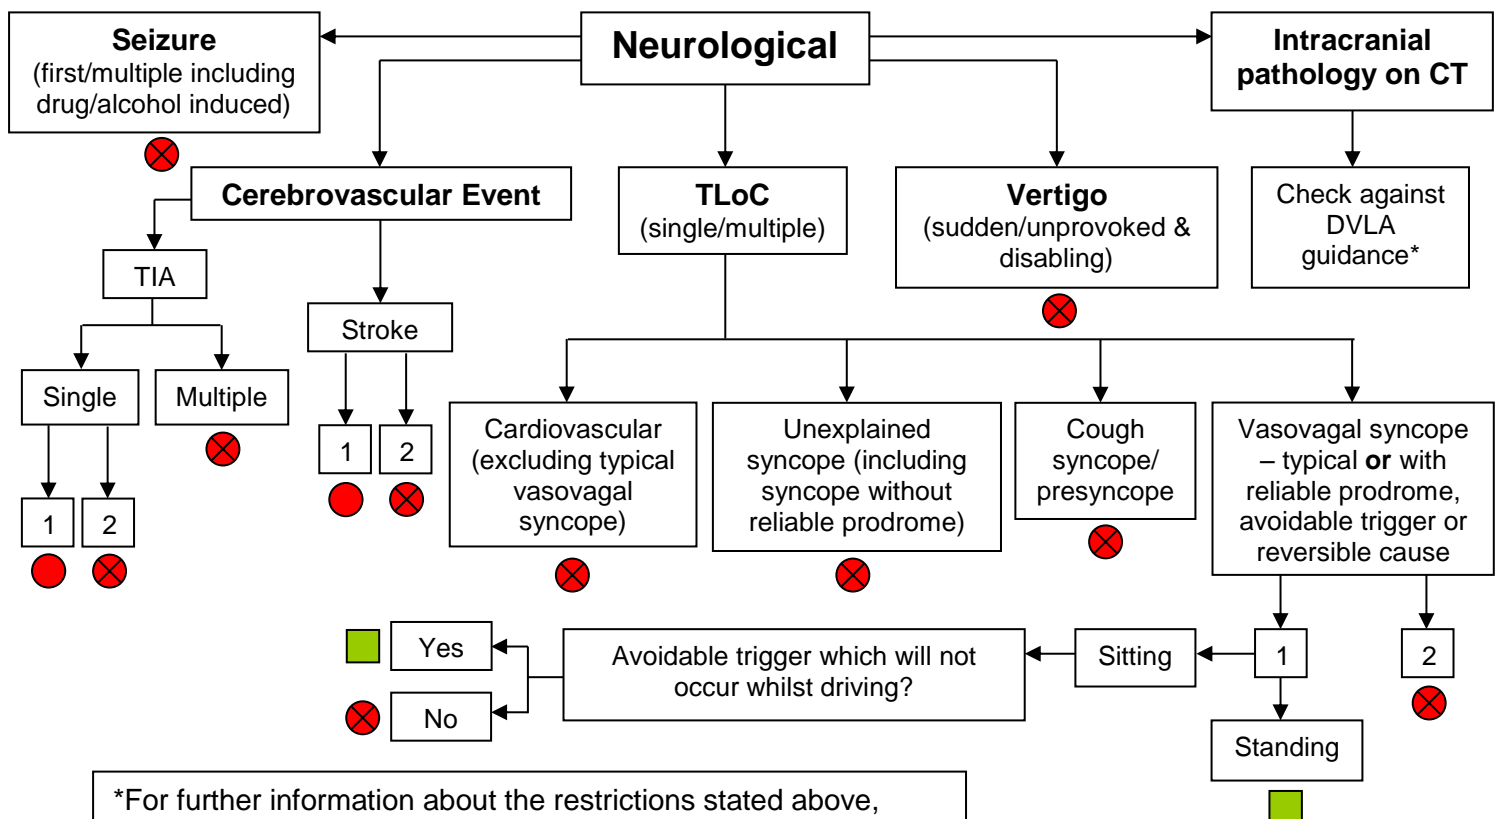 Neurological
Seizure
(first/multiple including
drug/alcohol induced)
Intracranial
pathology on CT
Cerebrovascular Event
TLoC
(single/multiple)
Vertigo
(sudden/unprovoked &
disabling)
Check against
DVLA
guidance*
TIA
Stroke
Single
Multiple
1
2
1
2
Cardiovascular
(excluding typical
vasovagal
syncope)
Unexplained
syncope (including
syncope without
reliable prodrome)
Cough
syncope/
presyncope
Vasovagal syncope
– typical or with
reliable prodrome,
avoidable trigger or
reversible cause
Yes
No
Avoidable trigger which will not
occur whilst driving?
Sitting
1
2
Standing
*For further information about the restrictions stated above,